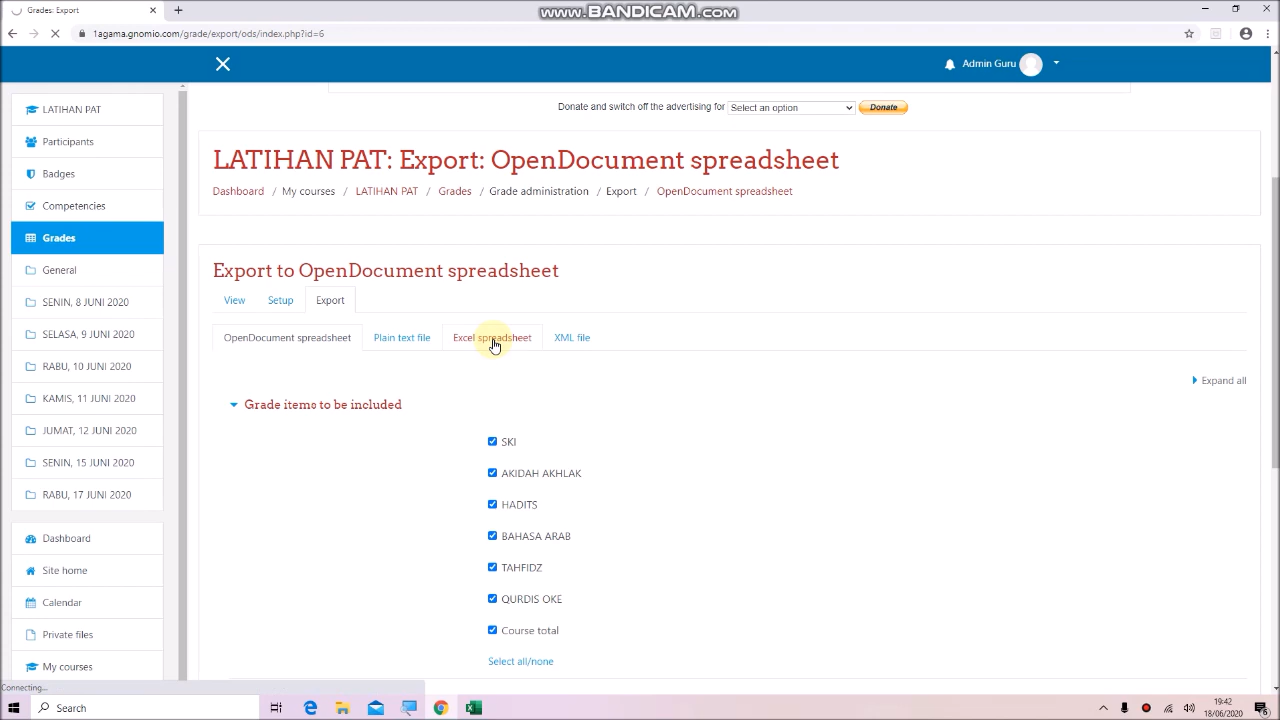 Grades: Export
www.BANDICAM.com
1agama.gnomio.com/grade/export/ods/index.php?id=6
Admin Guru
Donate and switch off the advertising for Select an option Donate
LATIHAN PAT
Participants
Badges
Competencies
Grades
General
SENIN, 8 JUNI 2020
SELASA, 9 JUNI 2020
RABU, 10 JUNI 2020
KAMIS, 11 JUNI 2020
JUMAT, 12 JUNI 2020
SENIN, 15 JUNI 2020
RABU, 17 JUNI 2020
Dashboard
Site home
Calendar
Private files
My courses
LATIHAN PAT: Export: OpenDocument spreadsheet
Dashboard / My courses / LATIHAN PAT / Grades / Grade administration / Export / OpenDocument spreadsheet
Export to OpenDocument spreadsheet
View Setup Export
OpenDocument spreadsheet Plain text file Excel spreadsheet XML file
Expand all
Grade items to be included
SKI
AKIDAH AKHLAK
HADITS
BAHASA ARAB
TAHFIDZ
QURDIS OKE
Course total
Select all/none
Connecting...
Search
19:42
18/06/2020